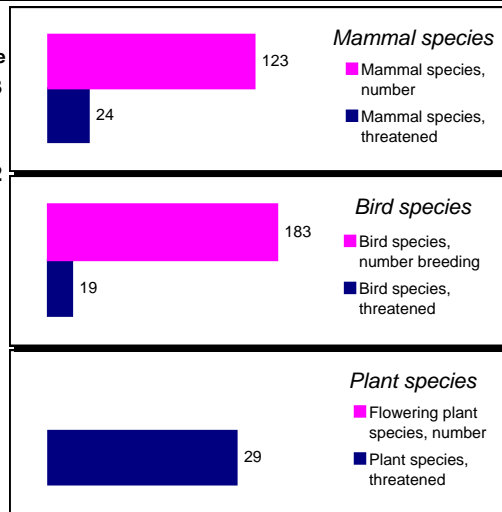 Mammal species
123
Mammal species,
number
24
Mammal species,
threatened
Bird species
183
Bird species,
number breeding
19
Bird species,
threatened
Plant species
Flowering plant
species, number
29
Plant species,
threatened